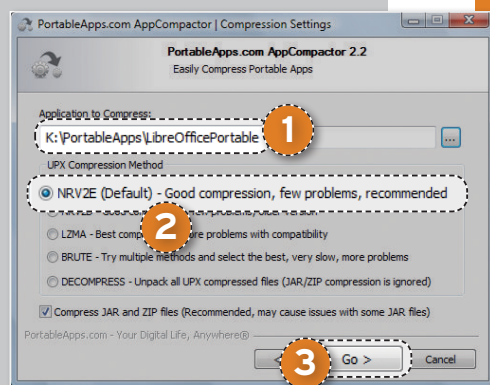 PortableApps.com AppCompactor | Compression Settings
PortableApps.com AppCompactor 2.2
Easily Compress Portable Apps
Application to Compress:
K:\PortableApps\LibreOfficePortable
1
...
UPX Compression Method
NRV2E (Default) - Good compression, few problems, recommended
2
LZMA - Best problems with compatibility
BRUTE - Try multiple methods and select the best, very slow, more problems
DECOMPRESS - Unpack all UPX compressed files (JAR/ZIP compression is ignored)
Compress JAR and ZIP files (Recommended, may cause issues with some JAR files)
PortableApps.com - Your Digital Life, Anywhere®
<
3
Go >
Cancel